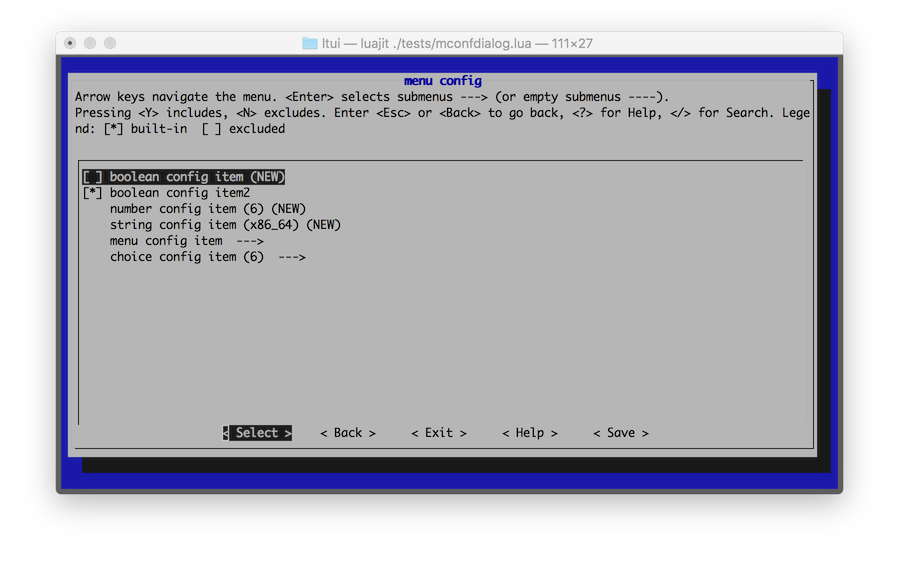 ltui — luajit ./tests/mconfdialog.lua — 111×27
menu config
Arrow keys navigate the menu. <Enter> selects submenus ---> (or empty submenus ----).
Pressing <Y> includes, <N> excludes. Enter <Esc> or <Back> to go back, <?> for Help, </> for Search. Lege
nd: [*] built-in  [ ] excluded
[ ] boolean config item (NEW)
[*] boolean config item2
number config item (6) (NEW)
string config item (x86_64) (NEW)
menu config item  --->
choice config item (6)  --->
< Select >    < Back >    < Exit >    < Help >    < Save >